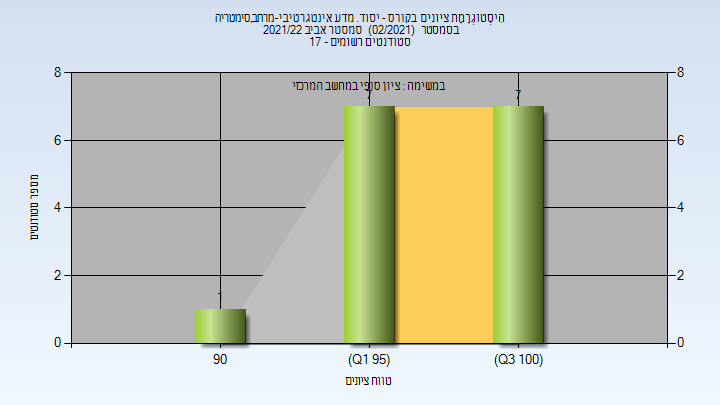 היסטוגרמת ציונים בקורס - יסוד. מדע אינטגרטיבי-מרחב,סימטריה
בסמסטר (02/2021) סמסטר אביב 2021/22
סטודנטים רשומים - 17
במשימה : ציון סופי במחשב המרכזי
8
6
4
2
0
8
6
4
2
0
מספר סטודנטים
7
7
90
(Q1 95)
(Q3 100)
טווח ציונים